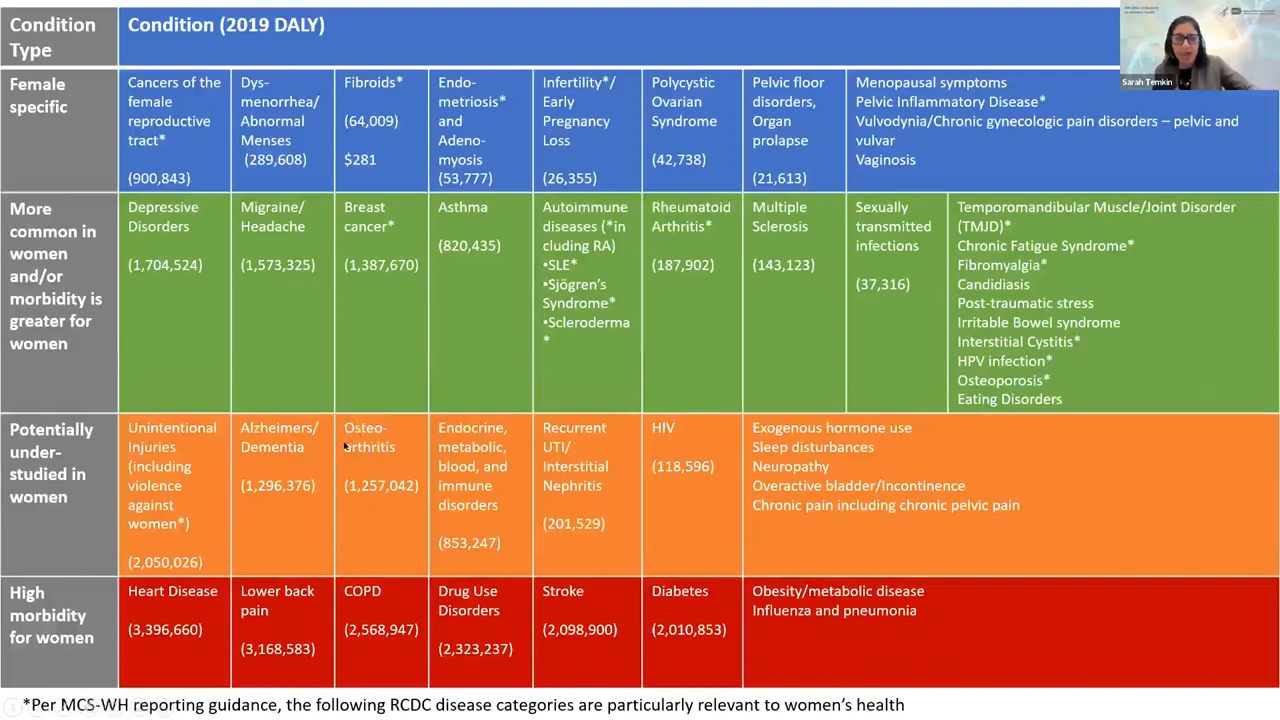 Condition
Type
Condition (2019 DALY)
Sarah Temkin
Female
specific
Cancers of the
female
reproductive
tract*
(900,843)
Dys-
menorrhea/
Abnormal
Menses
(289,608)
Fibroids*
(64,009)
$281
Endo-
metriosis*
and
Adeno-
myosis
(53,777)
Infertility*/
Early
Pregnancy
Loss
(26,355)
Polycystic
Ovarian
Syndrome
(42,738)
Pelvic floor
disorders,
Organ
prolapse
(21,613)
Menopausal symptoms
Pelvic Inflammatory Disease*
Vulvodynia/Chronic gynecologic pain disorders – pelvic and
vulvar
Vaginosis
More
common in
women
and/or
morbidity is
greater for
women
Depressive
Disorders
(1,704,524)
Migraine/
Headache
(1,573,325)
Breast
cancer*
(1,387,670)
Asthma
(820,435)
Autoimmune
diseases (*in
cluding RA)
•SLE*
•Sjögren's
Syndrome*
•Scleroderma
*
Rheumatoid
Arthritis*
(187,902)
Multiple
Sclerosis
(143,123)
Sexually
transmitted
infections
(37,316)
Temporomandibular Muscle/Joint Disorder
(TMJD)*
Chronic Fatigue Syndrome*
Fibromyalgia*
Candidiasis
Post-traumatic stress
Irritable Bowel syndrome
Interstitial Cystitis*
HPV infection*
Osteoporosis*
Eating Disorders
Potentially
under-
studied in
women
Unintentional
Injuries
(including
violence
against
women*)
(2,050,026)
Alzheimers/
Dementia
(1,296,376)
Osteo-
arthritis
(1,257,042)
Endocrine,
metabolic,
blood, and
immune
disorders
(853,247)
Recurrent
UTI/
Interstitial
Nephritis
(201,529)
HIV
(118,596)
Exogenous hormone use
Sleep disturbances
Neuropathy
Overactive bladder/Incontinence
Chronic pain including chronic pelvic pain
High
morbidity
for women
Heart Disease
(3,396,660)
Lower back
pain
(3,168,583)
COPD
(2,568,947)
Drug Use
Disorders
(2,323,237)
Stroke
(2,098,900)
Diabetes
(2,010,853)
Obesity/metabolic disease
Influenza and pneumonia
*Per MCS-WH reporting guidance, the following RCDC disease categories are particularly relevant to women's health